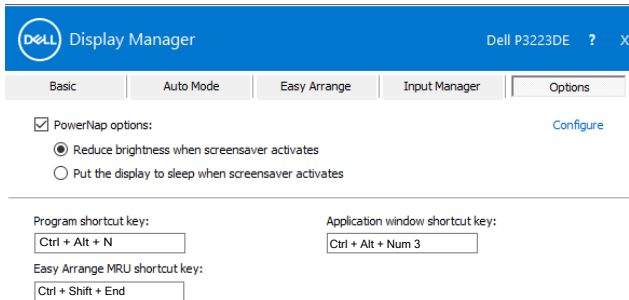 DELL Display Manager Dell P3223DE ? X
Basic Auto Mode Easy Arrange Input Manager Options
PowerNap options: Configure
Reduce brightness when screensaver activates
Put the display to sleep when screensaver activates
Program shortcut key: Application window shortcut key:
Ctrl + Alt + N Ctrl + Alt + Num 3
Easy Arrange MRU shortcut key:
Ctrl + Shift + End